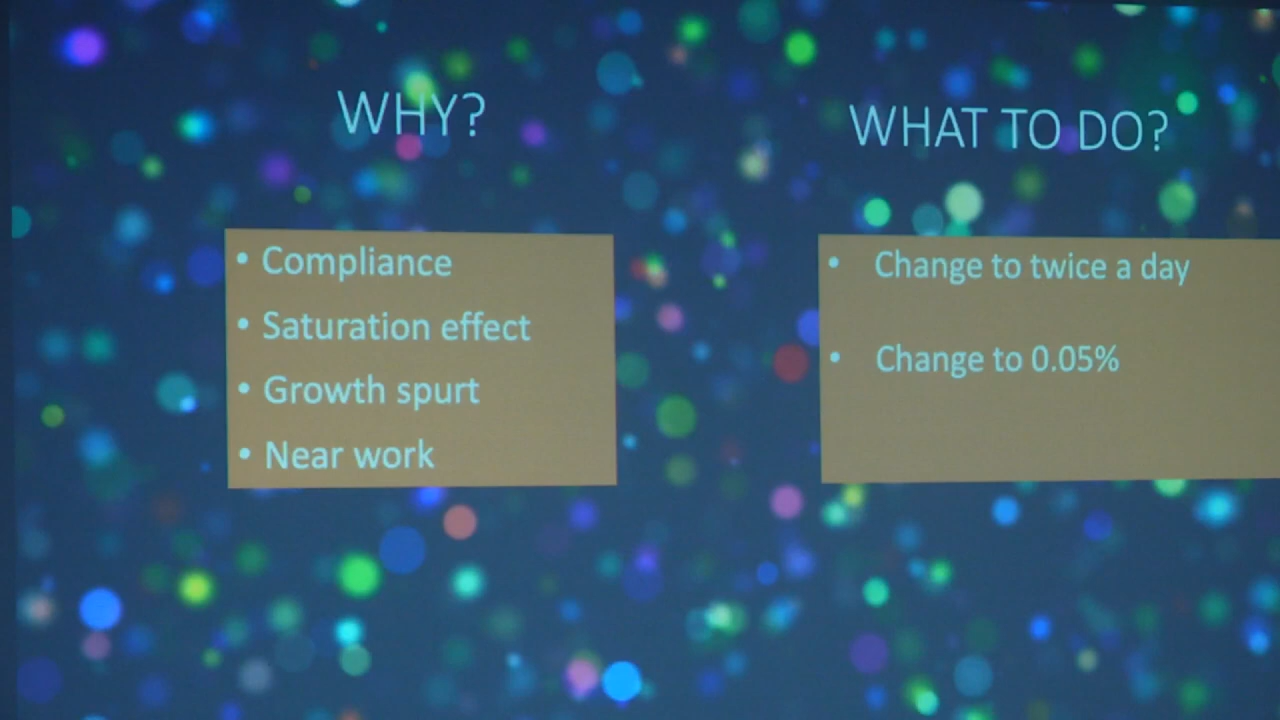 WHY?
• Compliance
• Saturation effect
• Growth spurt
• Near work
WHAT TO DO?
• Change to twice a day
• Change to 0.05%